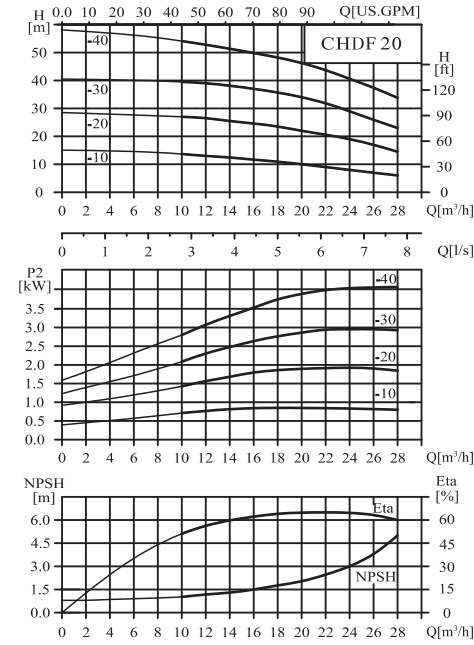 H 0.0 10 20 30 40 50 60 70 80 90 Q[US.GPM]
[m]
CHDF 20
50
40
30
20
10
0
-40
-30
-20
-10
H
[ft]
120
90
60
30
0
0.0 2 4 6 8 10 12 14 16 18 20 22 24 26 28 Q[m³/h]
0 1 2 3 4 5 6 7 8 Q[l/s]
P2
[kW]
3.5
3.0
2.5
2.0
1.5
1.0
0.5
0.0
-40
-30
-20
-10
0 2 4 6 8 10 12 14 16 18 20 22 24 26 28 Q[m³/h]
NPSH
[m]
6.0
4.5
3.0
1.5
0.0
Eta
NPSH
Eta
[%]
60
45
30
15
0
0 2 4 6 8 10 12 14 16 18 20 22 24 26 28 Q[m³/h]